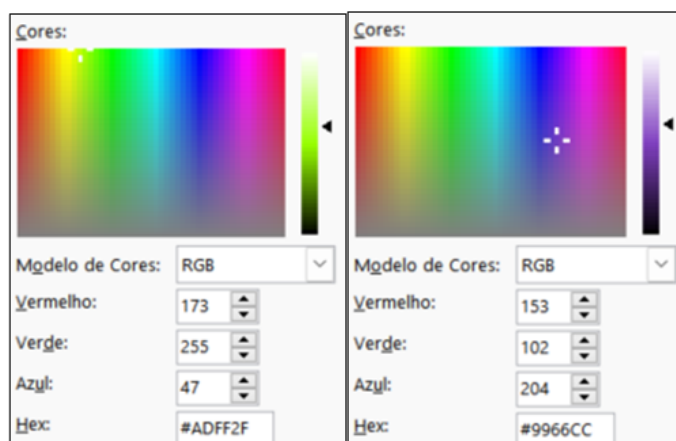 Cores:
Modelo de Cores: RGB
Vermelho: 173
Verde: 255
Azul: 47
Hex: #ADFF2F
Cores:
Modelo de Cores: RGB
Vermelho: 153
Verde: 102
Azul: 204
Hex: #9966CC